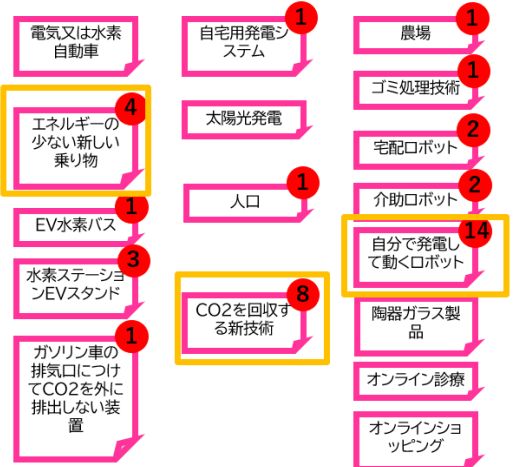 電気又は水素
自動車
4
エネルギーの
少ない新しい
乗り物
1
EV水素バス
3
水素ステーショ
ンEVスタンド
1
ガソリン車の
排気口につけ
てCO2を外に
排出しない装
置
1
自宅用発電シ
ステム
太陽光発電
1
人口
8
CO2を回収す
る新技術
1
農場
1
ゴミ処理技術
2
宅配ロボット
2
介助ロボット
14
自分で発電し
て動くロボット
陶器ガラス製
品
オンライン診療
オンラインショ
ッピング